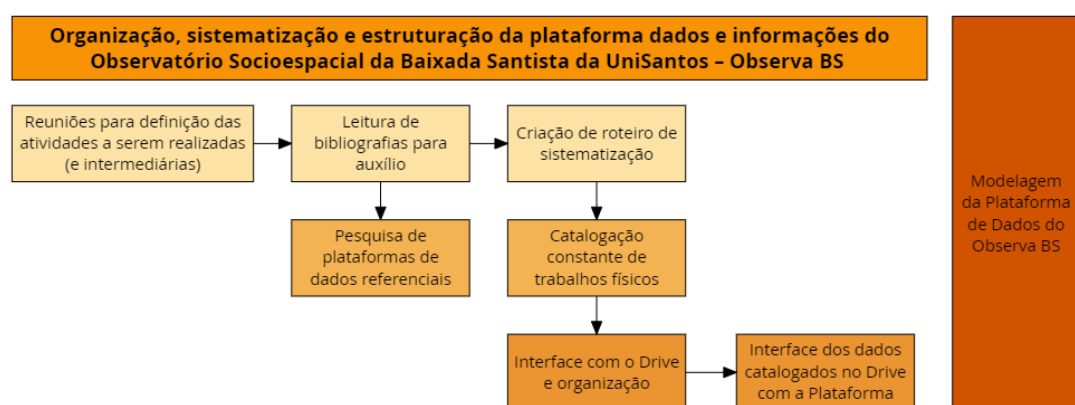 Organização, sistematização e estruturação da plataforma dados e informações do
Observatório Socioespacial da Baixada Santista da UniSantos – Observa BS
Reuniões para definição das
atividades a serem realizadas
(e intermediárias)
Leitura de
bibliografias para
auxílio
Criação de roteiro de
sistematização
Pesquisa de
plataformas de
dados referenciais
Catalogação
constante de
trabalhos físicos
Interface com o Drive
e organização
Interface dos dados
catalogados no Drive
com a Plataforma
Modelagem
da Plataforma
de Dados do
Observa BS